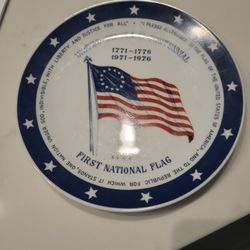 "I PLEDGE ALLEGIANCE TO THE FLAG OF THE UNITED STATES OF AMERICA, AND TO THE REPUBLIC FOR WHICH IT STANDS, ONE NATION UNDER GOD, INDIVISIBLE, WITH LIBERTY AND JUSTICE FOR ALL"
BICENTENNIAL
1771-1776
1971-1976
FIRST NATIONAL FLAG